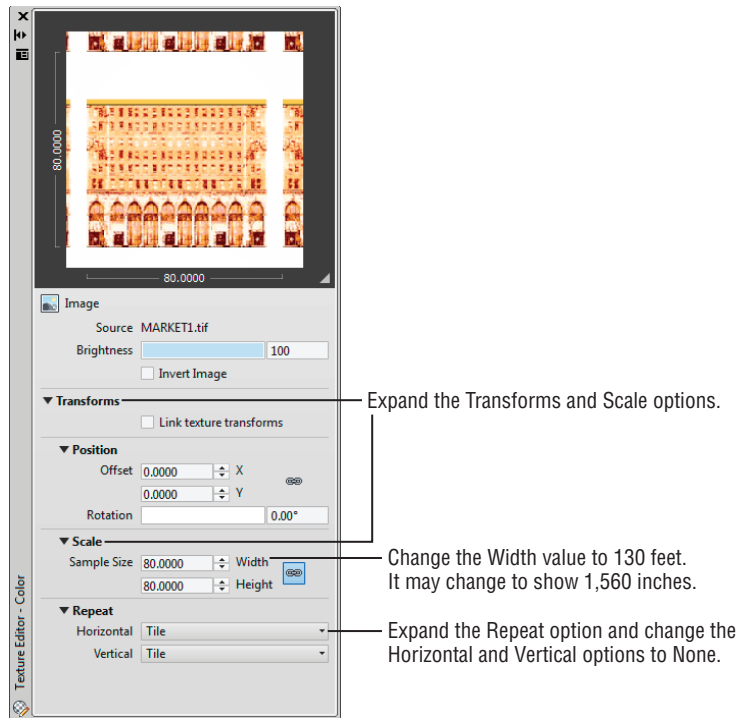 80.0000
80.0000
Image
Source MARKET1.tif
Brightness 100
Invert Image
Transforms
Expand the Transforms and Scale options.
Link texture transforms
Position
Offset 0.0000 X
0.0000 Y
Rotation 0.00°
Scale
Sample Size 80.0000 Width
80.0000 Height
Change the Width value to 130 feet.
It may change to show 1,560 inches.
Repeat
Horizontal Tile
Vertical Tile
Expand the Repeat option and change the
Horizontal and Vertical options to None.
Texture Editor - Color